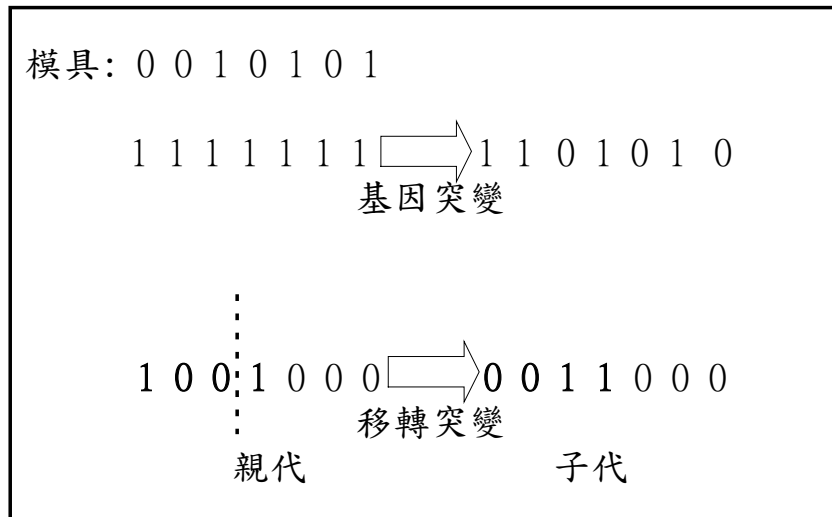 模具: 0 0 1 0 1 0 1
1 1 1 1 1 1 1 1 1 0 1 0 1 0
基因突變
1 0 0 1 0 0 0 0 0 1 1 0 0 0
移轉突變
親代 子代